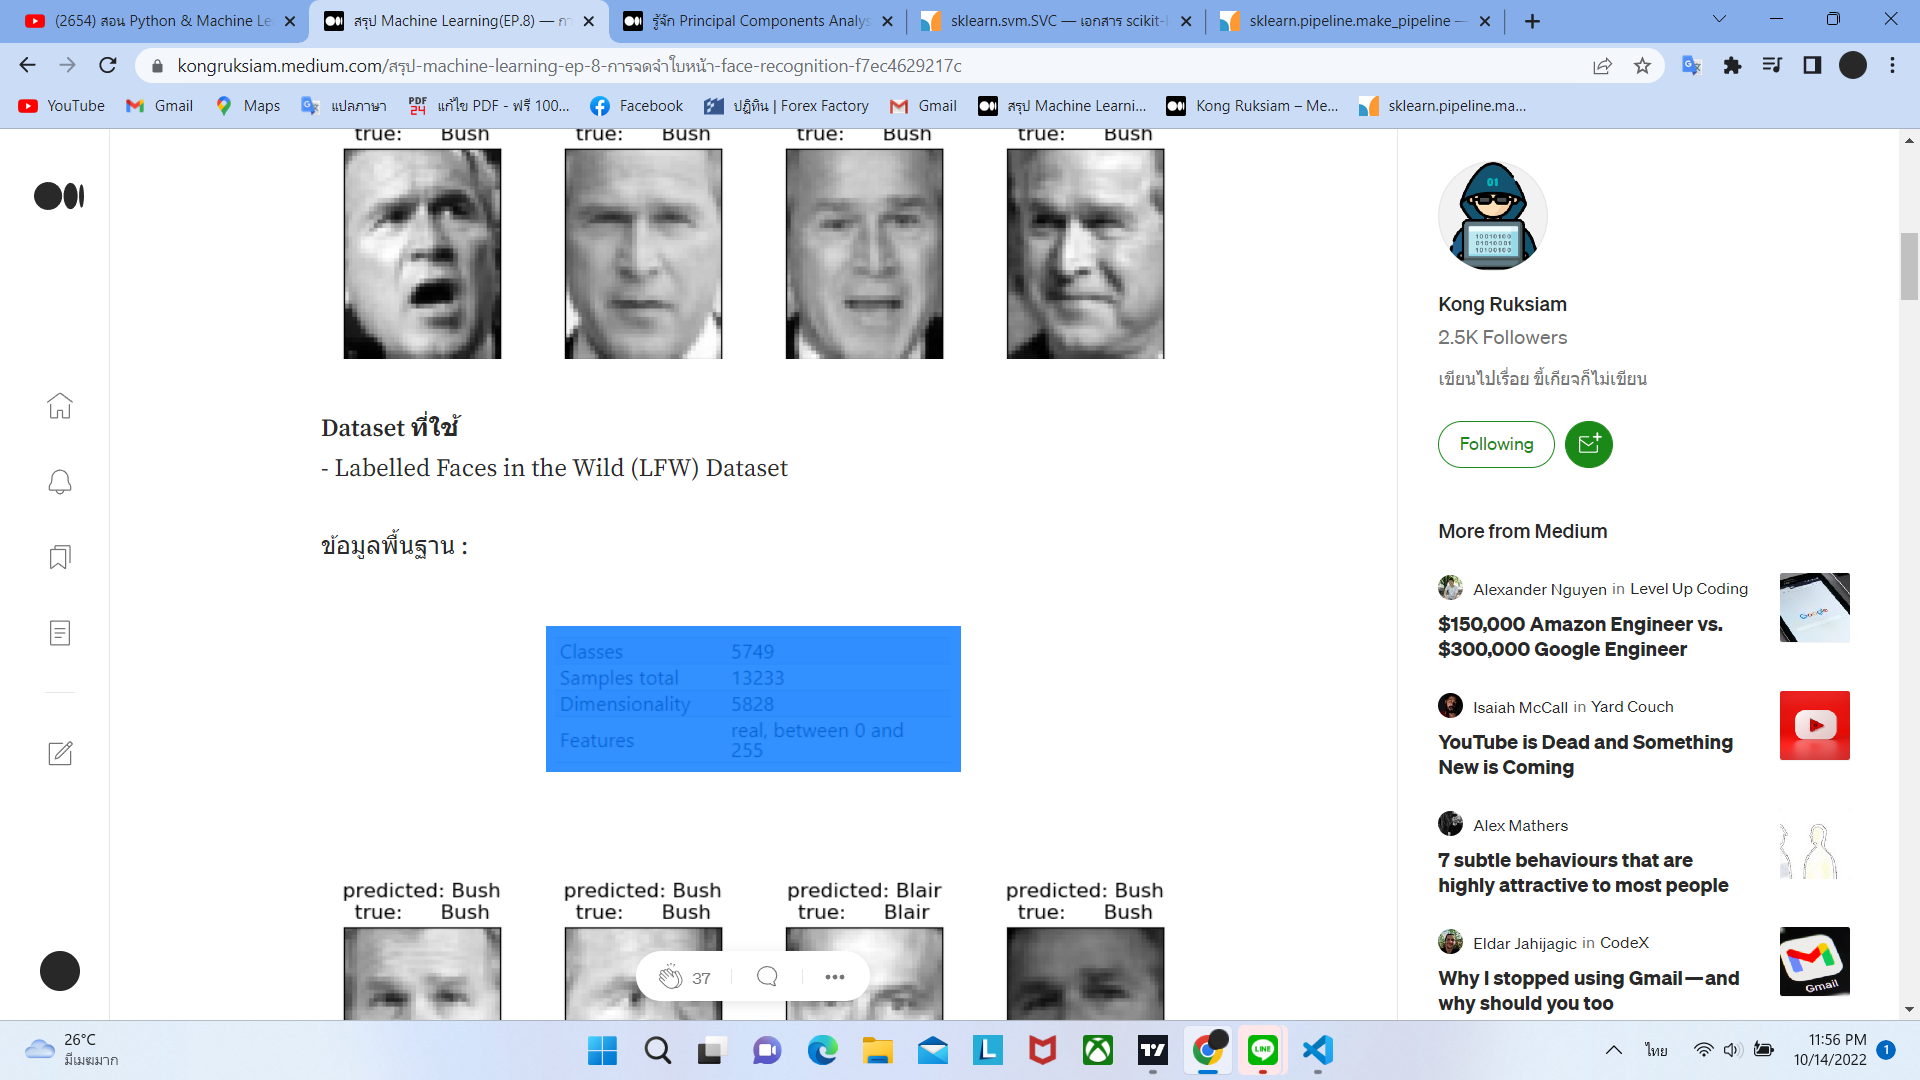 (2654) สอน Python & Machine Le
สรุป Machine Learning(EP.8) — กา
รู้จัก Principal Components Analys
sklearn.svm.SVC — เอกสาร scikit-l
sklearn.pipeline.make_pipeline —
kongruksiam.medium.com/สรุป-machine-learning-ep-8-การจดจำใบหน้า-face-recognition-f7ec4629217c
YouTube
Gmail
Maps
แปลภาษา
PDF 24
แก้ไข PDF - ฟรี 100...
Facebook
ปฏิทิน | Forex Factory
Gmail
สรุป Machine Learni...
Kong Ruksiam – Me...
sklearn.pipeline.ma...
true: Bush
true: Bush
true: Bush
true: Bush
Dataset ที่ใช้
- Labelled Faces in the Wild (LFW) Dataset
ข้อมูลพื้นฐาน :
Classes 5749
Samples total 13233
Dimensionality 5828
Features real, between 0 and
255
predicted: Bush
true: Bush
predicted: Bush
true: Bush
predicted: Blair
true: Blair
predicted: Bush
true: Bush
37
01
10010100
01010001
10100100
Kong Ruksiam
2.5K Followers
เขียนไปเรื่อย ขี้เกียจก็ไม่เขียน
Following
More from Medium
Alexander Nguyen in Level Up Coding
$150,000 Amazon Engineer vs.
$300,000 Google Engineer
Google
Isaiah McCall in Yard Couch
YouTube is Dead and Something
New is Coming
Alex Mathers
7 subtle behaviours that are
highly attractive to most people
Eldar Jahijagic in CodeX
Why I stopped using Gmail — and
why should you too
Gmail
26°C
มีเมฆมาก
L
LINE
ไทย
11:56 PM
10/14/2022
1